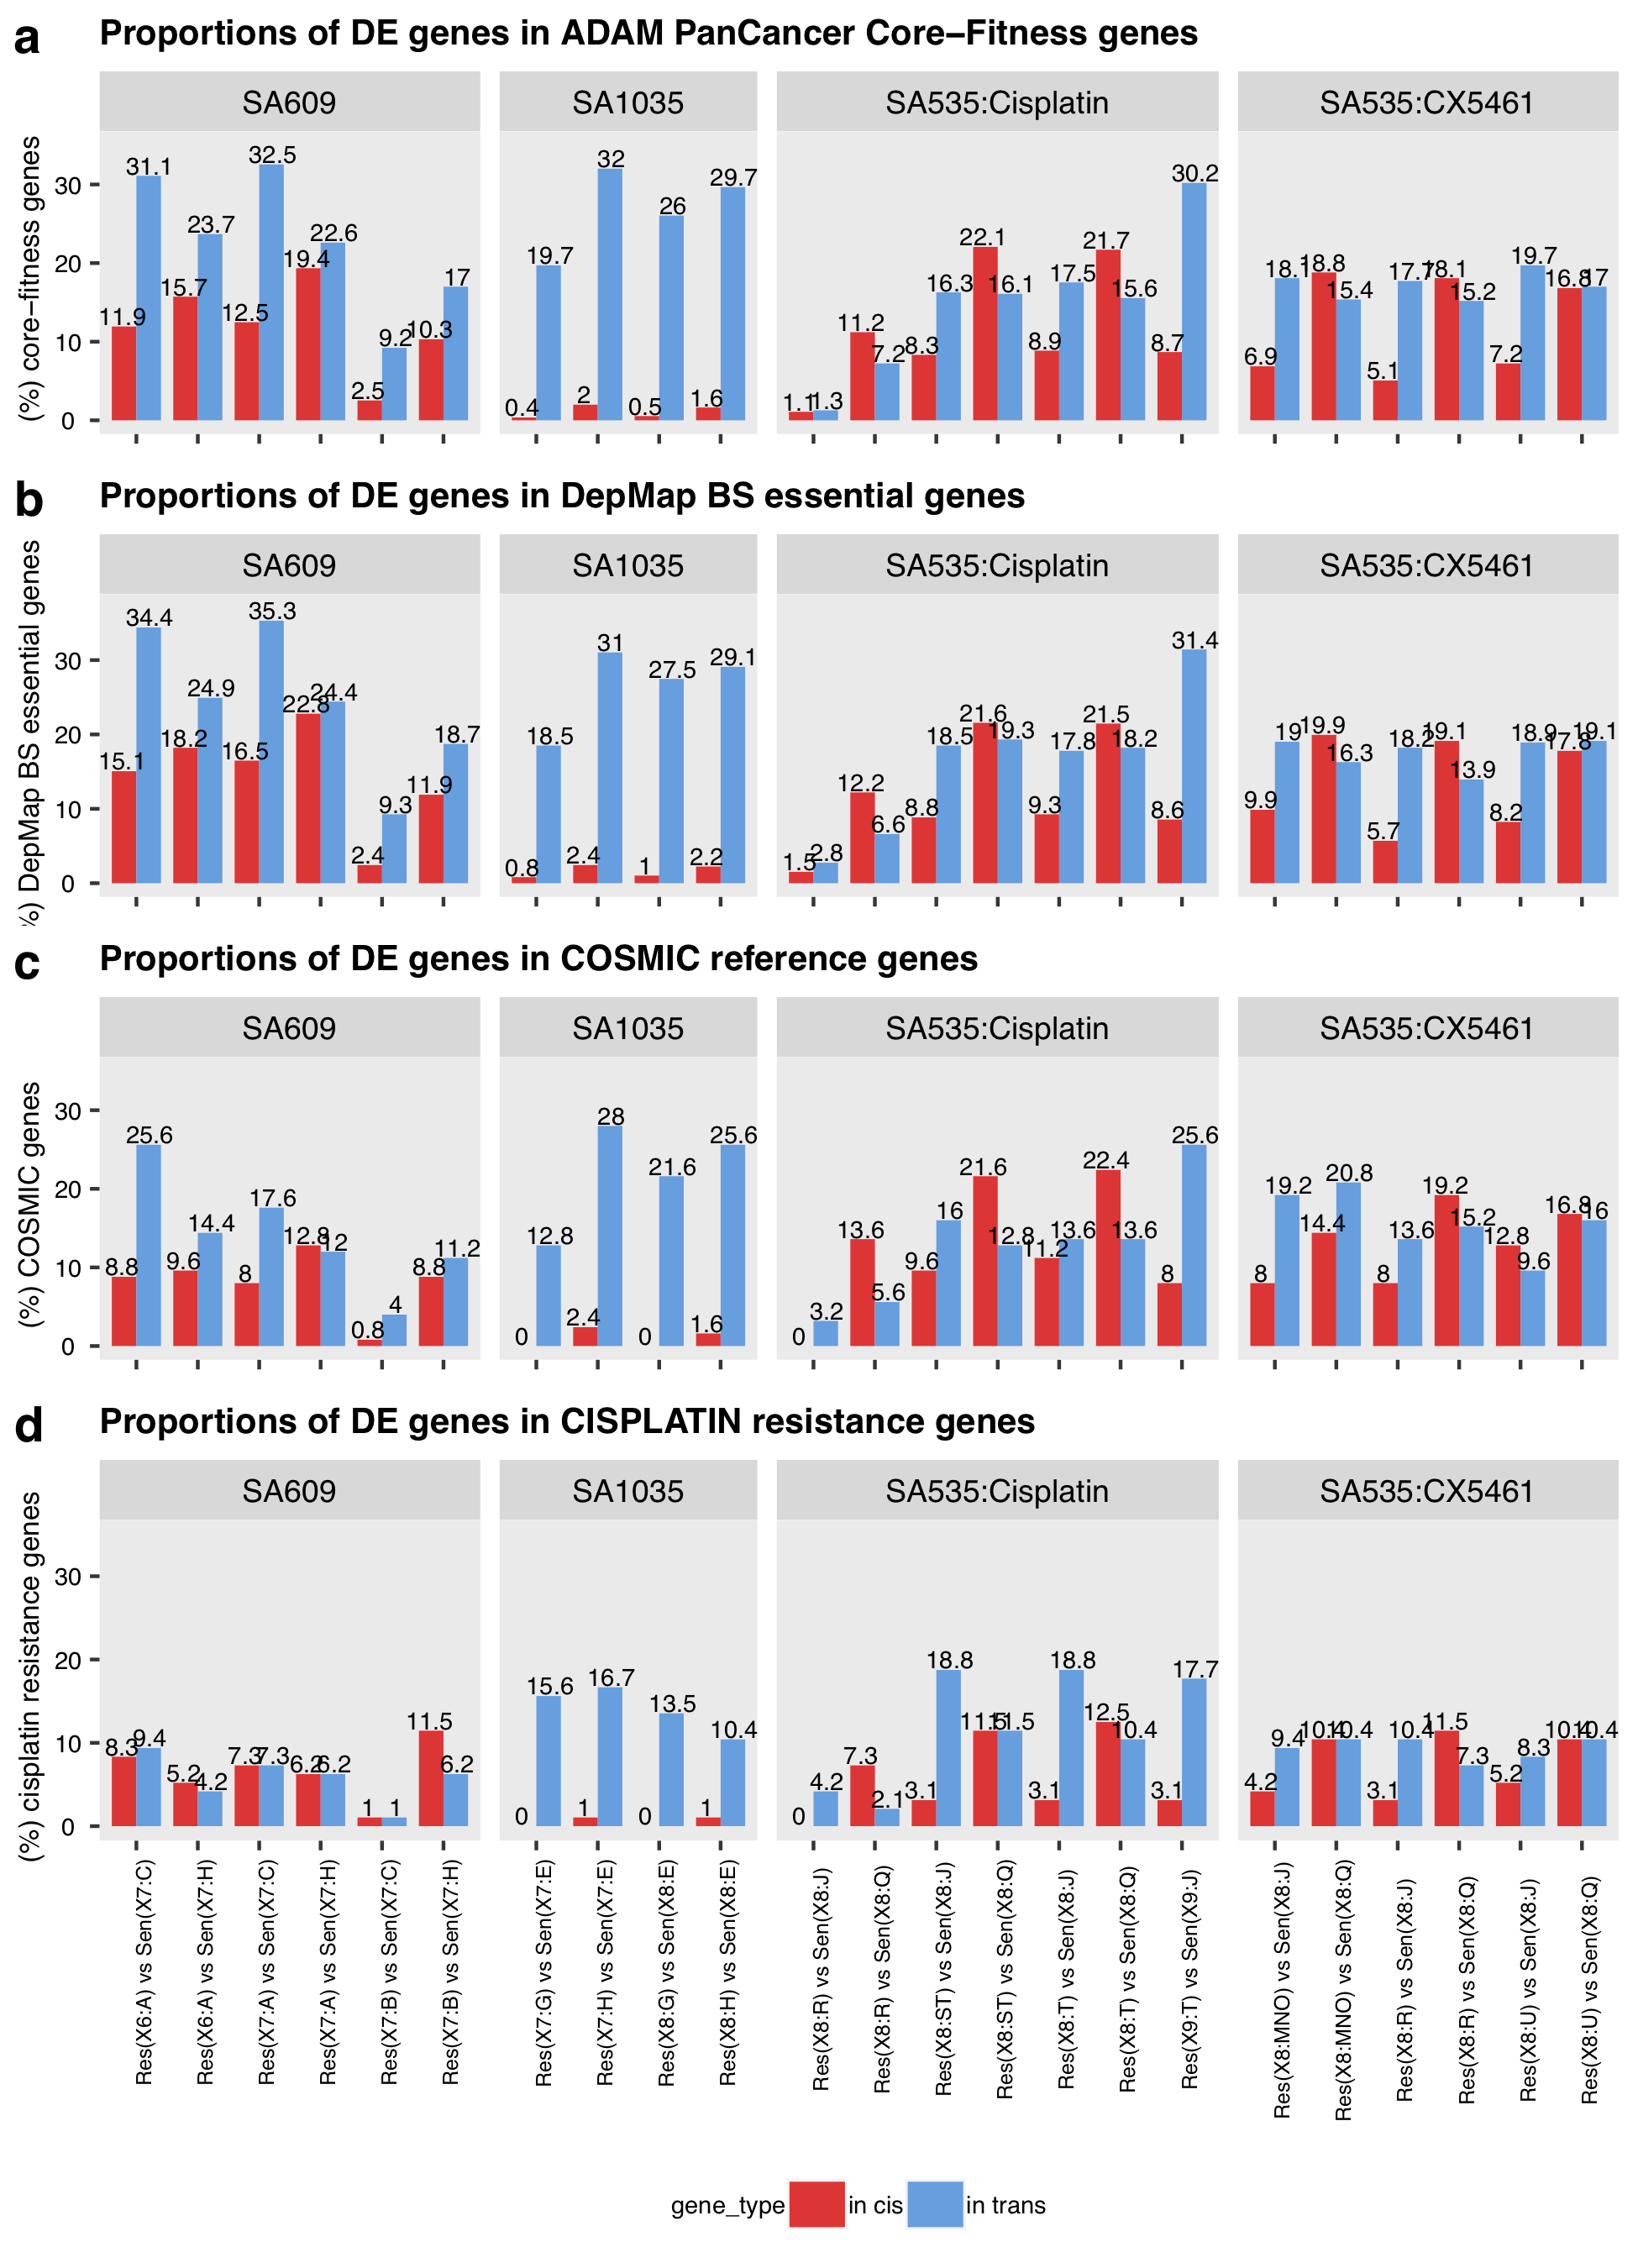 a Proportions of DE genes in ADAM PanCancer Core–Fitness genes
SA609 SA1035 SA535:Cisplatin SA535:CX5461
(%) core–fitness genes
30
20
10
0
11.9 31.1 15.7 23.7 12.5 32.5 19.4 22.6 2.5 9.2 10.3 17
0.4 19.7 2 32 0.5 26 1.6 29.7
1.1 1.3 11.2 7.2 8.3 16.3 22.1 16.1 8.9 17.5 21.7 15.6 8.7 30.2
6.9 18.1 18.8 15.4 5.1 17.7 18.1 15.2 7.2 19.7 16.8 17
b Proportions of DE genes in DepMap BS essential genes
SA609 SA1035 SA535:Cisplatin SA535:CX5461
%) DepMap BS essential genes
30
20
10
0
15.1 34.4 18.2 24.9 16.5 35.3 22.8 24.4 2.4 9.3 11.9 18.7
0.8 18.5 2.4 31 1 27.5 2.2 29.1
1.5 2.8 12.2 6.6 8.8 18.5 21.6 19.3 9.3 17.8 21.5 18.2 8.6 31.4
9.9 19 19.9 16.3 5.7 18.2 19.1 13.9 8.2 18.9 17.8 19.1
c Proportions of DE genes in COSMIC reference genes
SA609 SA1035 SA535:Cisplatin SA535:CX5461
(%) COSMIC genes
30
20
10
0
8.8 25.6 9.6 14.4 8 17.6 12.8 12 0.8 4 8.8 11.2
0 12.8 2.4 28 0 21.6 1.6 25.6
0 3.2 13.6 5.6 9.6 16 21.6 12.8 11.2 13.6 22.4 13.6 8 25.6
8 19.2 14.4 20.8 8 13.6 19.2 15.2 12.8 9.6 16.8 16
d Proportions of DE genes in CISPLATIN resistance genes
SA609 SA1035 SA535:Cisplatin SA535:CX5461
(%) cisplatin resistance genes
30
20
10
0
8.3 9.4 5.2 4.2 7.3 7.3 6.2 6.2 1 1 11.5 6.2
0 15.6 1 16.7 0 13.5 1 10.4
0 4.2 7.3 2.1 3.1 18.8 11.5 11.5 3.1 18.8 12.5 10.4 3.1 17.7
4.2 9.4 10.4 10.4 3.1 10.4 11.5 7.3 5.2 8.3 10.4 10.4
Res(X6:A) vs Sen(X7:C)
Res(X6:A) vs Sen(X7:H)
Res(X7:A) vs Sen(X7:C)
Res(X7:A) vs Sen(X7:H)
Res(X7:B) vs Sen(X7:C)
Res(X7:B) vs Sen(X7:H)
Res(X7:G) vs Sen(X7:E)
Res(X7:H) vs Sen(X7:E)
Res(X8:G) vs Sen(X8:E)
Res(X8:H) vs Sen(X8:E)
Res(X8:R) vs Sen(X8:J)
Res(X8:R) vs Sen(X8:Q)
Res(X8:ST) vs Sen(X8:J)
Res(X8:ST) vs Sen(X8:Q)
Res(X8:T) vs Sen(X8:J)
Res(X8:T) vs Sen(X8:Q)
Res(X9:T) vs Sen(X9:J)
Res(X8:MNO) vs Sen(X8:J)
Res(X8:MNO) vs Sen(X8:Q)
Res(X8:R) vs Sen(X8:J)
Res(X8:R) vs Sen(X8:Q)
Res(X8:U) vs Sen(X8:J)
Res(X8:U) vs Sen(X8:Q)
gene_type in cis in trans